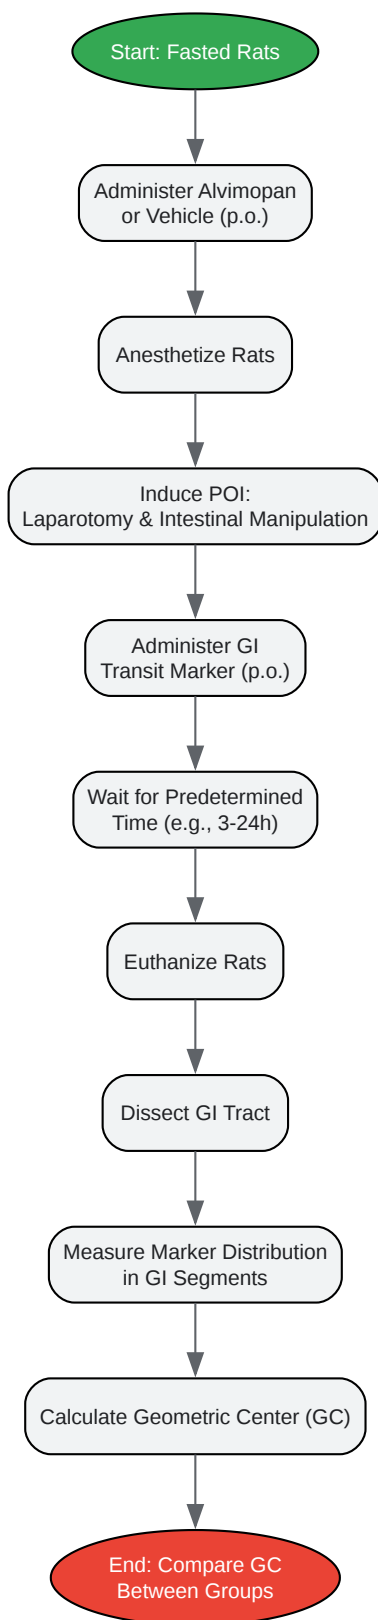 Start: Fasted Rats
Administer Alvimopan
or Vehicle (p.o.)
Anesthetize Rats
Induce POI:
Laparotomy & Intestinal Manipulation
Administer GI
Transit Marker (p.o.)
Wait for Predetermined
Time (e.g., 3-24h)
Euthanize Rats
Dissect GI Tract
Measure Marker Distribution
in GI Segments
Calculate Geometric Center (GC)
End: Compare GC
Between Groups